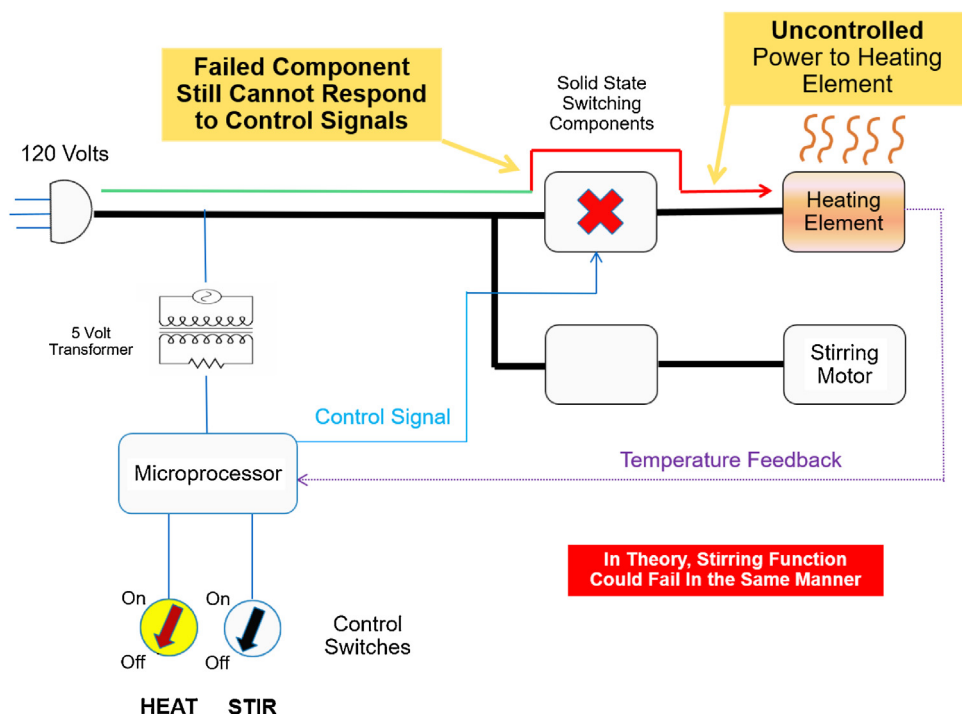 Failed Component
Still Cannot Respond
to Control Signals
Solid State
Switching
Components
Uncontrolled
Power to Heating
Element
120 Volts
Heating
Element
5 Volt
Transformer
Stirring
Motor
Control Signal
Microprocessor
Temperature Feedback
In Theory, Stirring Function
Could Fail In the Same Manner
On
On
Off
Off
Control
Switches
HEAT
STIR